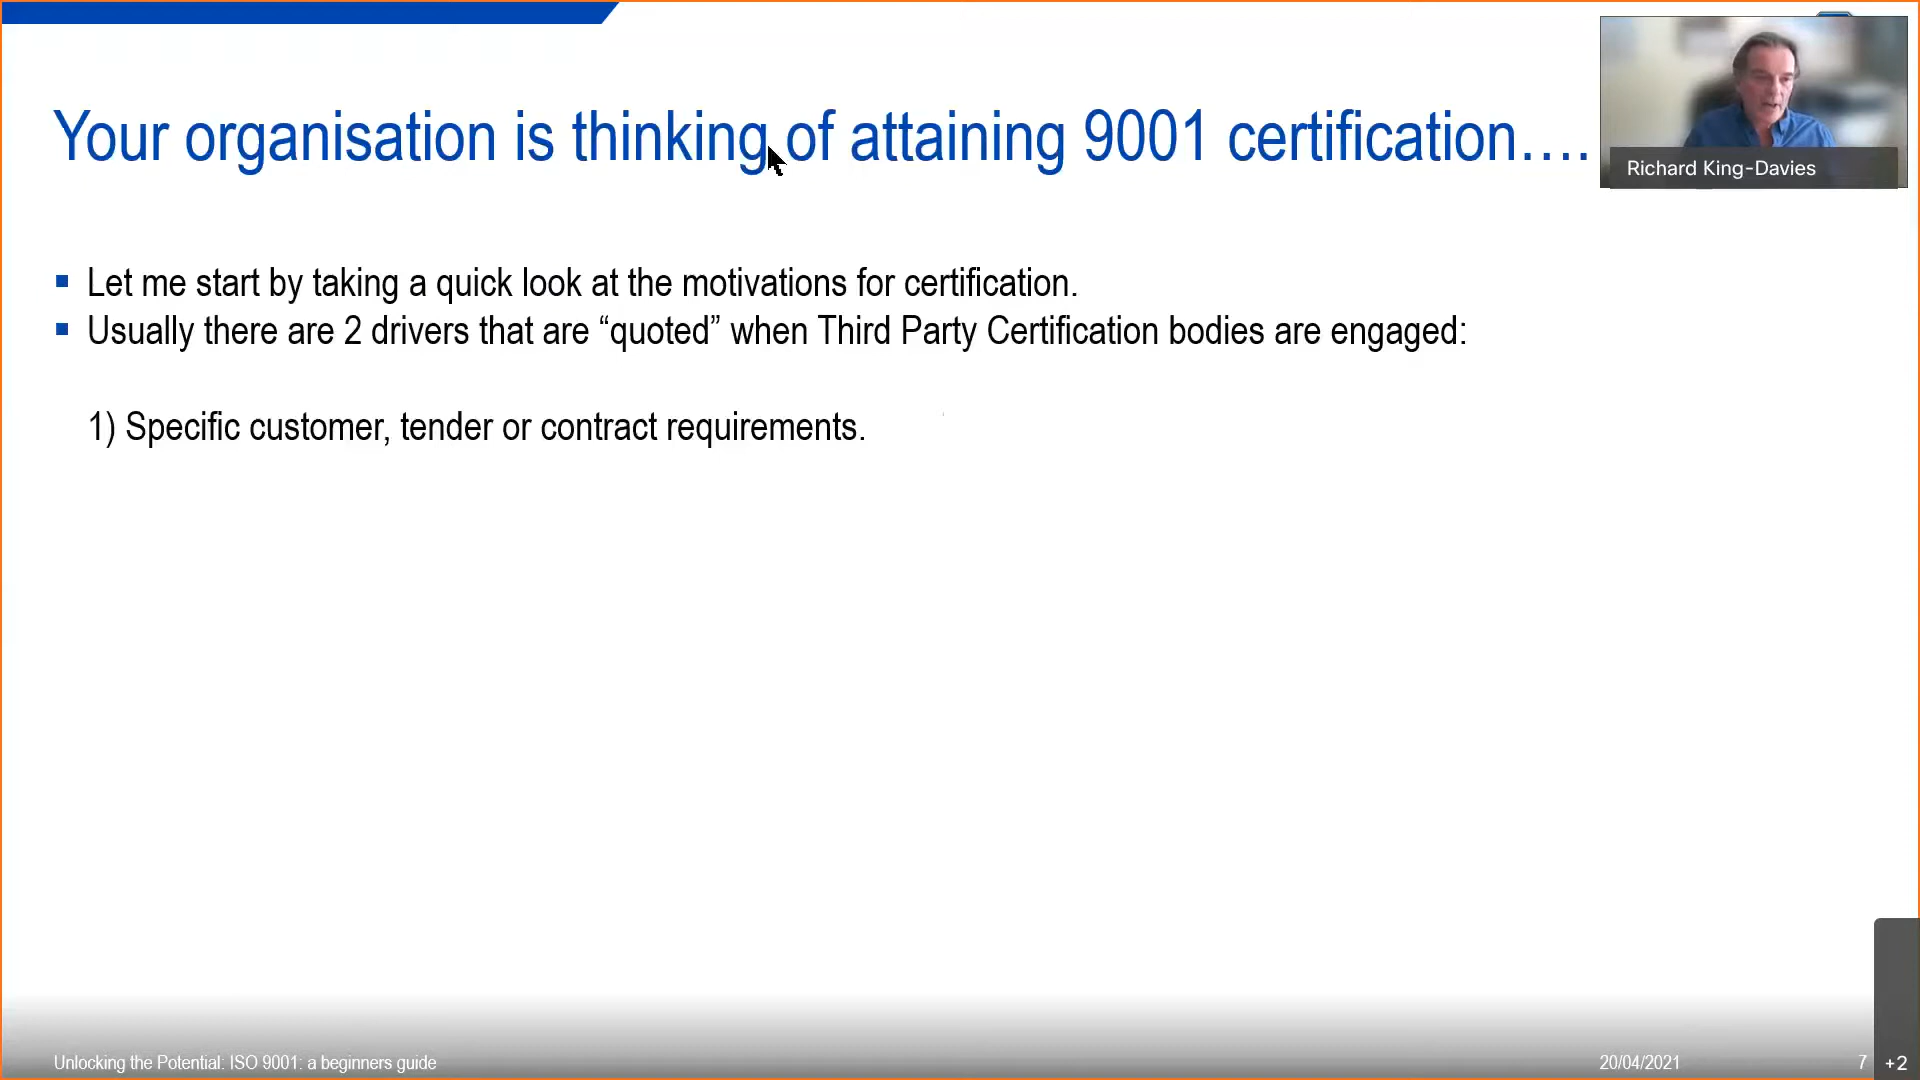 Your organisation is thinking of attaining 9001 certification….
Richard King-Davies
▪ Let me start by taking a quick look at the motivations for certification.
▪ Usually there are 2 drivers that are “quoted” when Third Party Certification bodies are engaged:
1) Specific customer, tender or contract requirements.
Unlocking the Potential: ISO 9001: a beginners guide
20/04/2021
7
+2